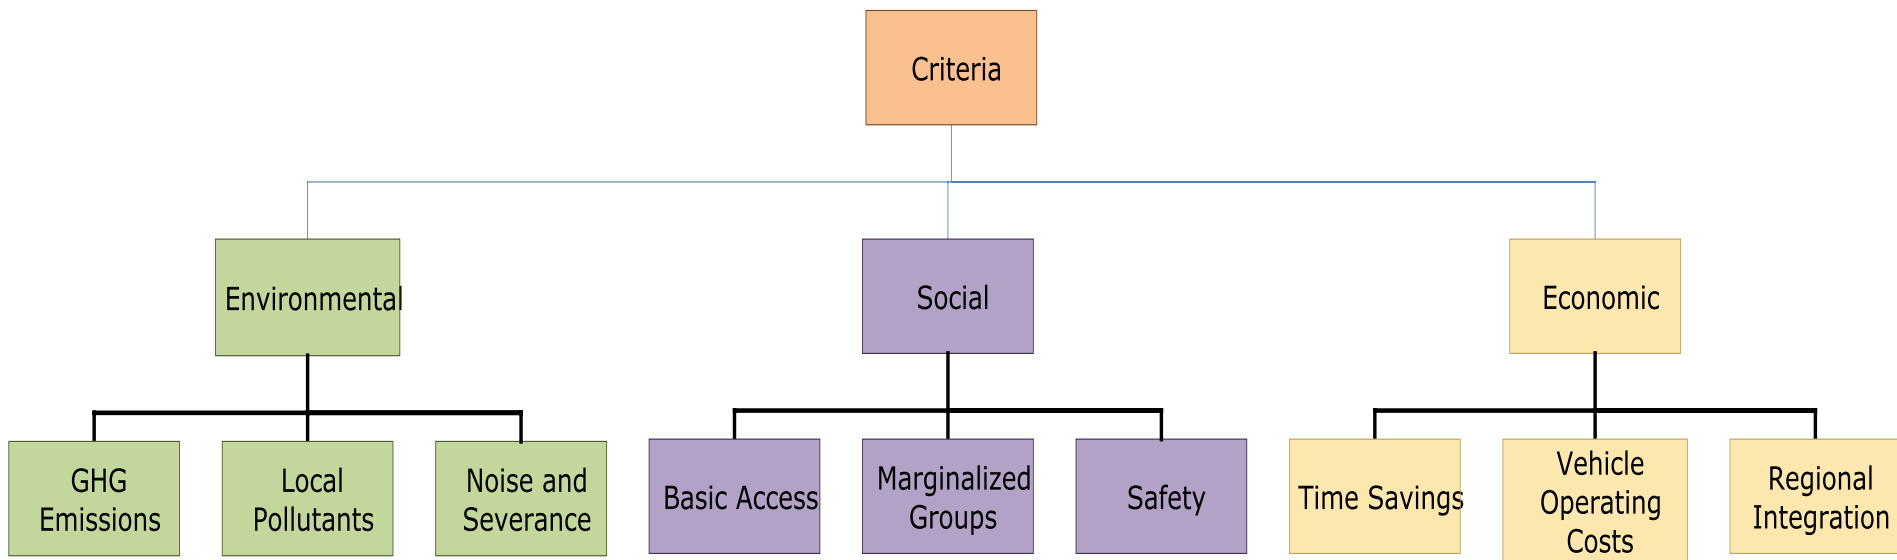 Criteria
Environmental
Social
Economic
GHG
Emissions
Local
Pollutants
Noise and
Severance
Basic Access
Marginalized
Groups
Safety
Time Savings
Vehicle
Operating
Costs
Regional
Integration